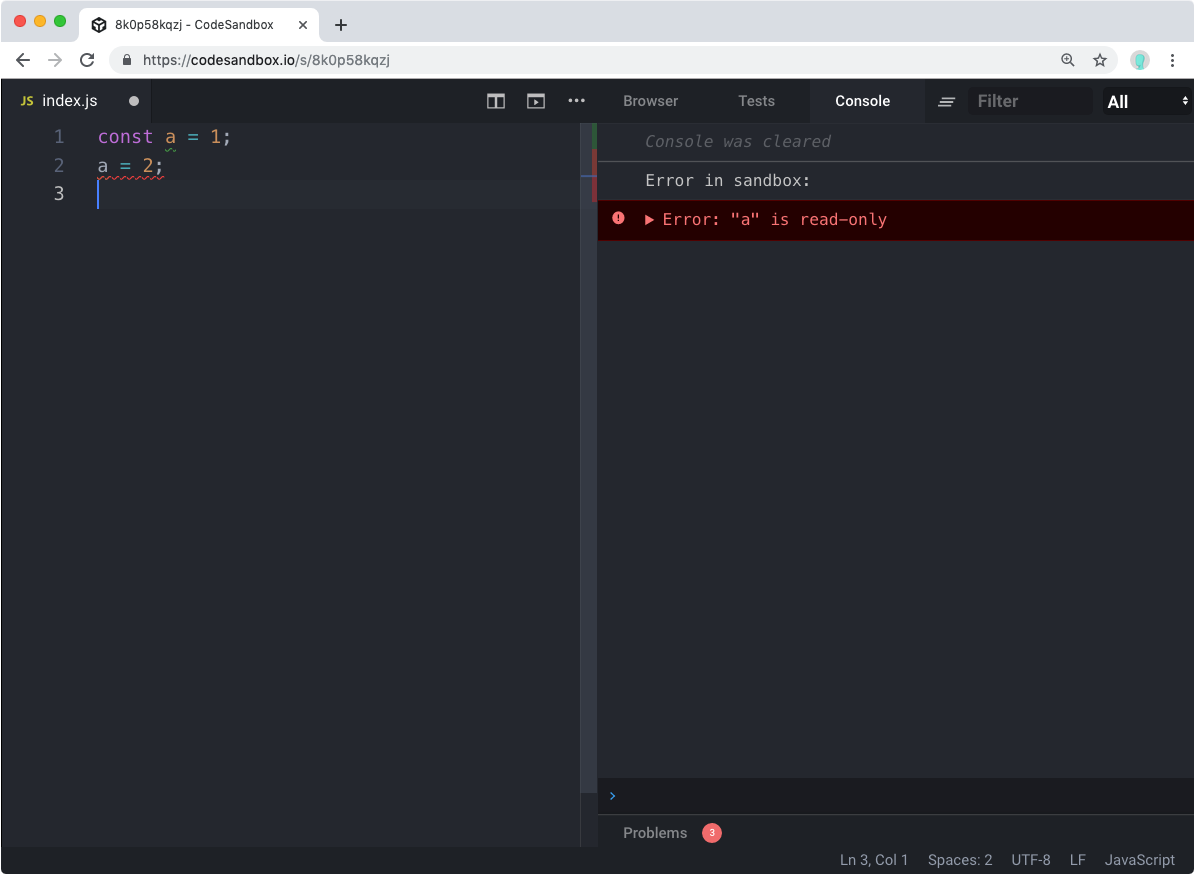 8k0p58kqzj - CodeSandbox
https://codesandbox.io/s/8k0p58kqzj
JS index.js
Browser Tests Console Filter All
1 const a = 1;
2 a = 2;
3
Console was cleared
Error in sandbox:
Error: "a" is read-only
Problems 3
Ln 3, Col 1 Spaces: 2 UTF-8 LF JavaScript